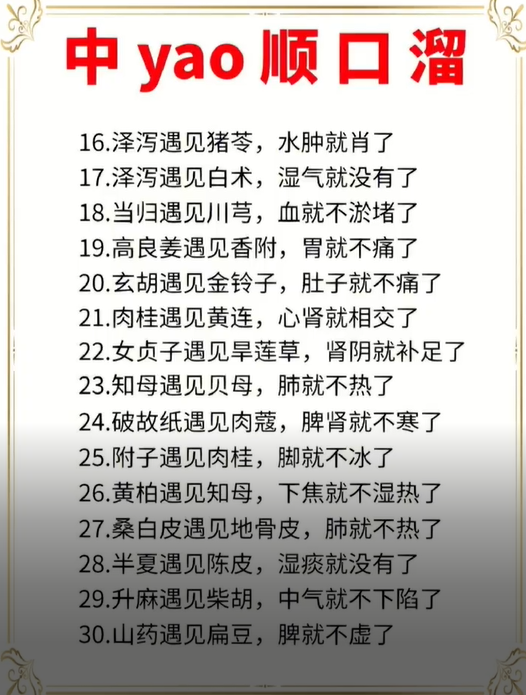 中yao顺口溜
16.泽泻遇见猪苓，水肿就肖了
17.泽泻遇见白术，湿气就没有了
18.当归遇见川芎，血就不淤堵了
19.高良姜遇见香附，胃就不痛了
20.玄胡遇见金铃子，肚子就不痛了
21.肉桂遇见黄连，心肾就相交了
22.女贞子遇见旱莲草，肾阴就补足了
23.知母遇见贝母，肺就不热了
24.破故纸遇见肉蔻，脾肾就不寒了
25.附子遇见肉桂，脚就不冰了
26.黄柏遇见知母，下焦就不湿热了
27.桑白皮遇见地骨皮，肺就不热了
28.半夏遇见陈皮，湿痰就没有了
29.升麻遇见柴胡，中气就不下陷了
30.山药遇见扁豆，脾就不虚了